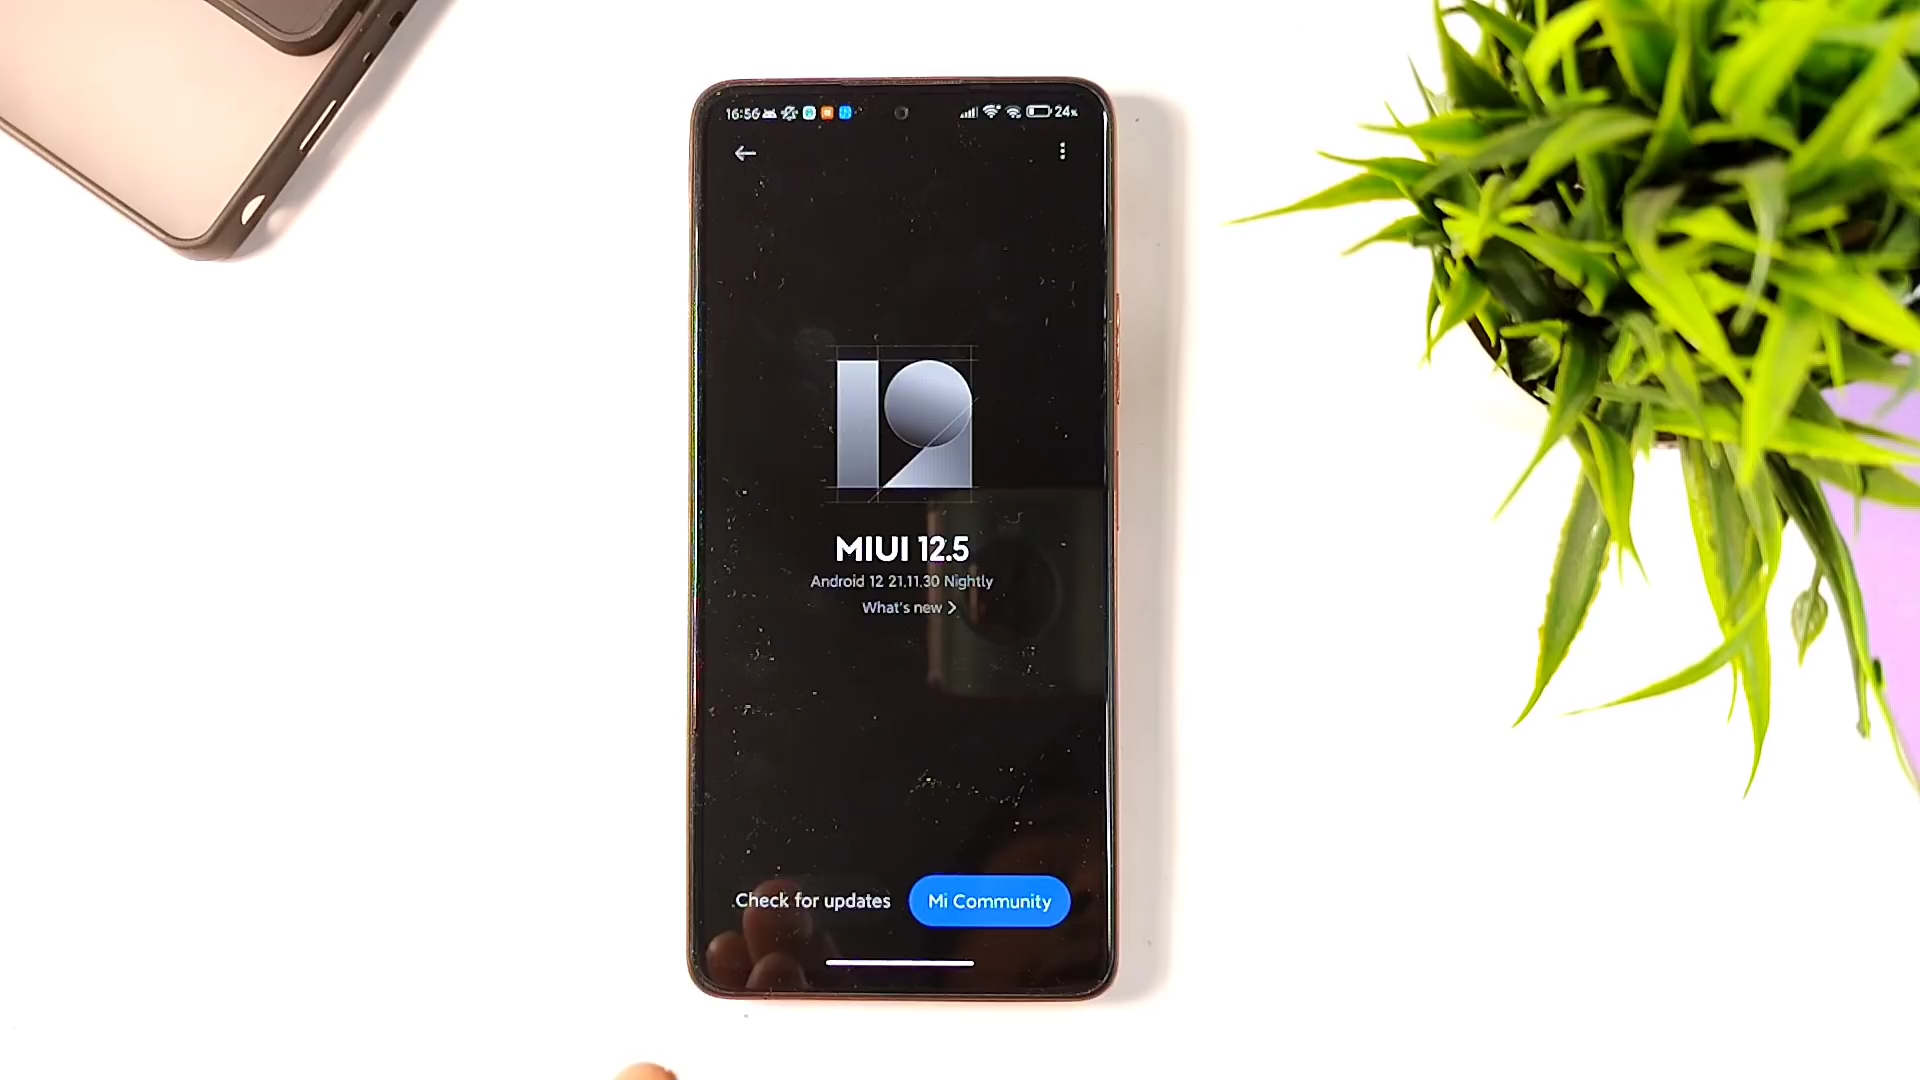 16:56 24%
MIUI 12.5
Android 12 21.11.30 Nightly
What's new >
Check for updates
Mi Community